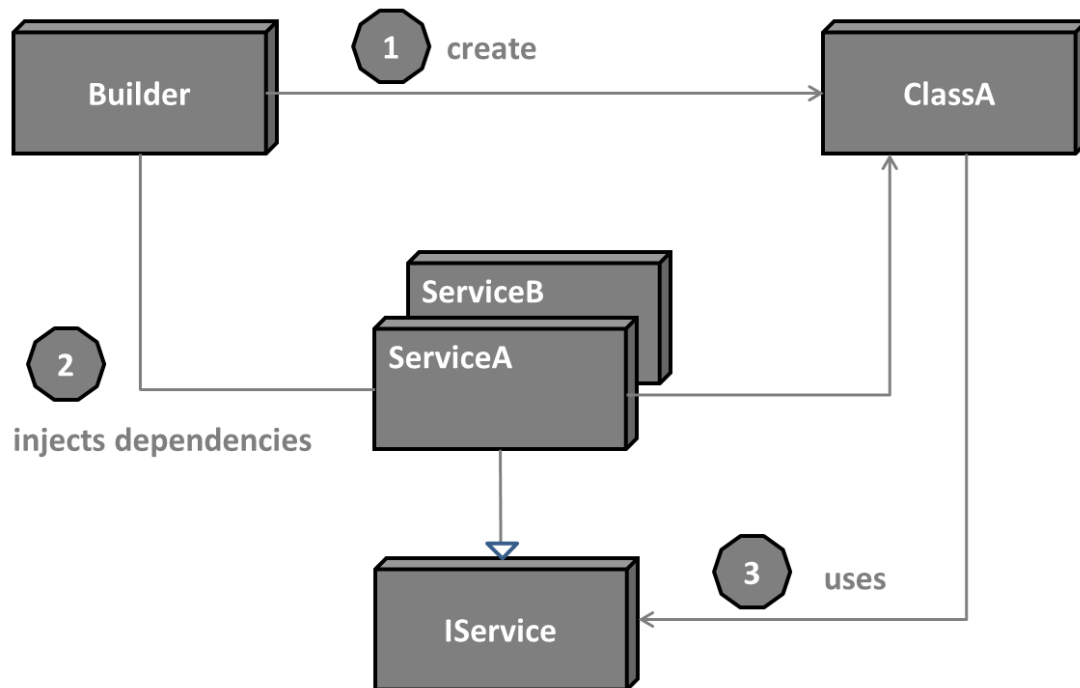 Builder
1
create
ClassA
ServiceB
ServiceA
2
injects dependencies
3
uses
IService